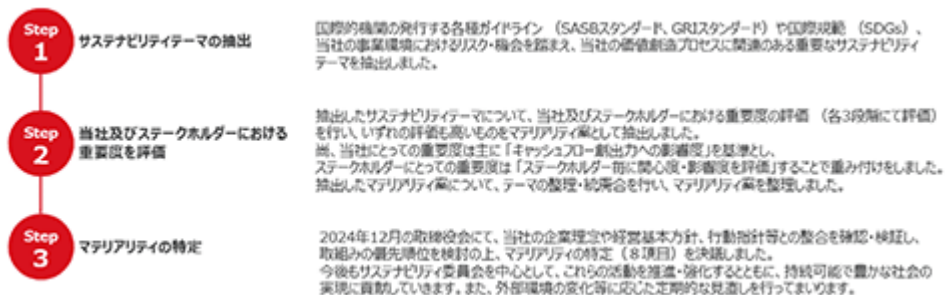 Step
1
サステナビリティテーマの抽出
国際的機関の発行する各種ガイドライン （SASBスタンダード、GRIスタンダード）や国際規範 （SDGs）、
当社の事業環境におけるリスク・機会を踏まえ、当社の価値創造プロセスに関連のある重要なサステナビリティ
テーマを抽出しました。
Step
2
当社及びステークホルダーにおける
重要度を評価
抽出したサステナビリティテーマについて、当社及びステークホルダーにおける重要度の評価 （各3段階にて評価）
を行い、いずれの評価も高いものをマテリアリティ案として抽出しました。
尚、当社にとっての重要度は主に「キャッシュフロー創出力への影響度」を基準とし、
ステークホルダーにとっての重要度は「ステークホルダー毎に関心度・影響度を評価」することで重み付けをしました。
抽出したマテリアリティ案について、テーマの整理・統廃合を行い、マテリアリティ案を整理しました。
Step
3
マテリアリティの特定
2024年12月の取締役会にて、当社の企業理念や経営基本方針、行動指針等との整合を確認・検証し、
取組みの優先順位を検討の上、マテリアリティの特定（８項目）を決議しました。
今後もサステナビリティ委員会を中心として、これらの活動を推進・強化するとともに、持続可能で豊かな社会の
実現に貢献していきます。また、外部環境の変化等に応じた定期的な見直しを行ってまいります。